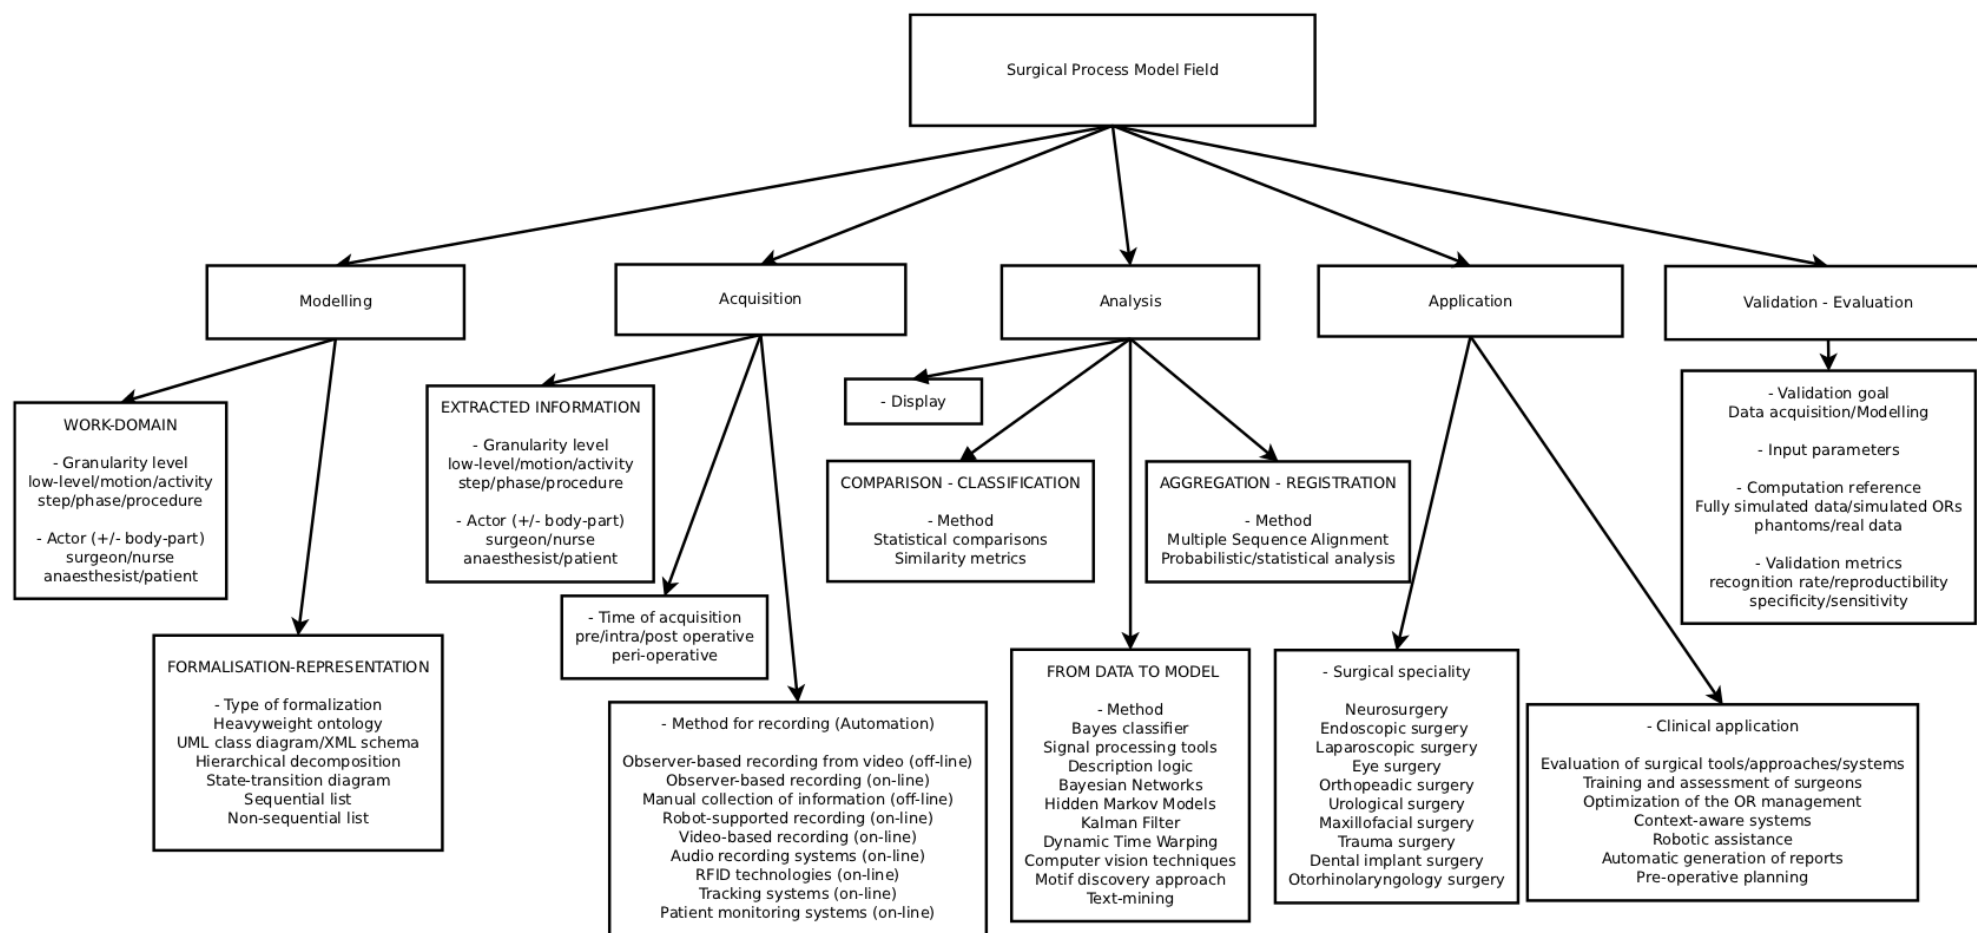 Surgical Process Model Field
Modelling
Acquisition
Analysis
Application
Validation - Evaluation
WORK-DOMAIN
- Granularity level
low-level/motion/activity
step/phase/procedure
- Actor (+/- body-part)
surgeon/nurse
anaesthesist/patient
FORMALISATION-REPRESENTATION
- Type of formalization
Heavyweight ontology
UML class diagram/XML schema
Hierarchical decomposition
State-transition diagram
Sequential list
Non-sequential list
EXTRACTED INFORMATION
- Granularity level
low-level/motion/activity
step/phase/procedure
- Actor (+/- body-part)
surgeon/nurse
anaesthesist/patient
- Time of acquisition
pre/intra/post operative
peri-operative
- Method for recording (Automation)
Observer-based recording from video (off-line)
Observer-based recording (on-line)
Manual collection of information (off-line)
Robot-supported recording (on-line)
Video-based recording (on-line)
Audio recording systems (on-line)
RFID technologies (on-line)
Tracking systems (on-line)
Patient monitoring systems (on-line)
- Display
COMPARISON - CLASSIFICATION
- Method
Statistical comparisons
Similarity metrics
AGGREGATION - REGISTRATION
- Method
Multiple Sequence Alignment
Probabilistic/statistical analysis
FROM DATA TO MODEL
- Method
Bayes classifier
Signal processing tools
Description logic
Bayesian Networks
Hidden Markov Models
Kalman Filter
Dynamic Time Warping
Computer vision techniques
Motif discovery approach
Text-mining
- Surgical speciality
Neurosurgery
Endoscopic surgery
Laparoscopic surgery
Eye surgery
Orthopeadic surgery
Urological surgery
Maxillofacial surgery
Trauma surgery
Dental implant surgery
Otorhinolaryngology surgery
- Clinical application
Evaluation of surgical tools/approaches/systems
Training and assessment of surgeons
Optimization of the OR management
Context-aware systems
Robotic assistance
Automatic generation of reports
Pre-operative planning
- Validation goal
Data acquisition/Modelling
- Input parameters
- Computation reference
Fully simulated data/simulated ORs
phantoms/real data
- Validation metrics
recognition rate/reproductibility
specificity/sensitivity